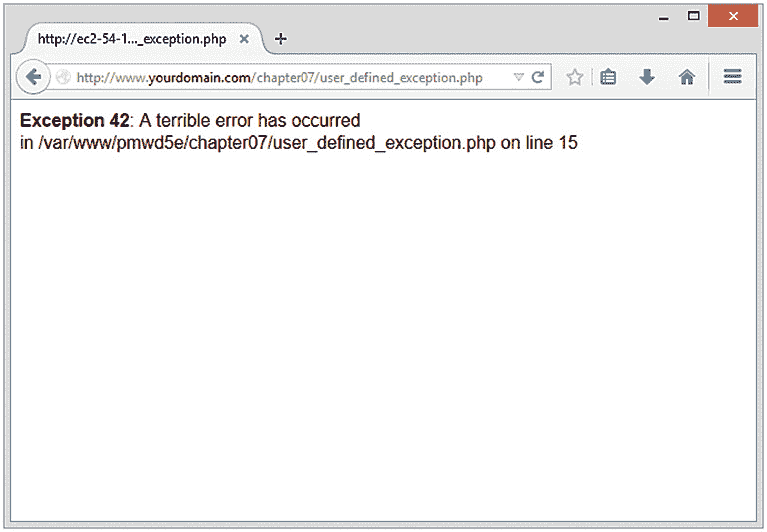 http://ec2-54-1..._exception.php
http://www.yourdomain.com/chapter07/user_defined_exception.php
Exception 42: A terrible error has occurred
in /var/www/pmwd5e/chapter07/user_defined_exception.php on line 15